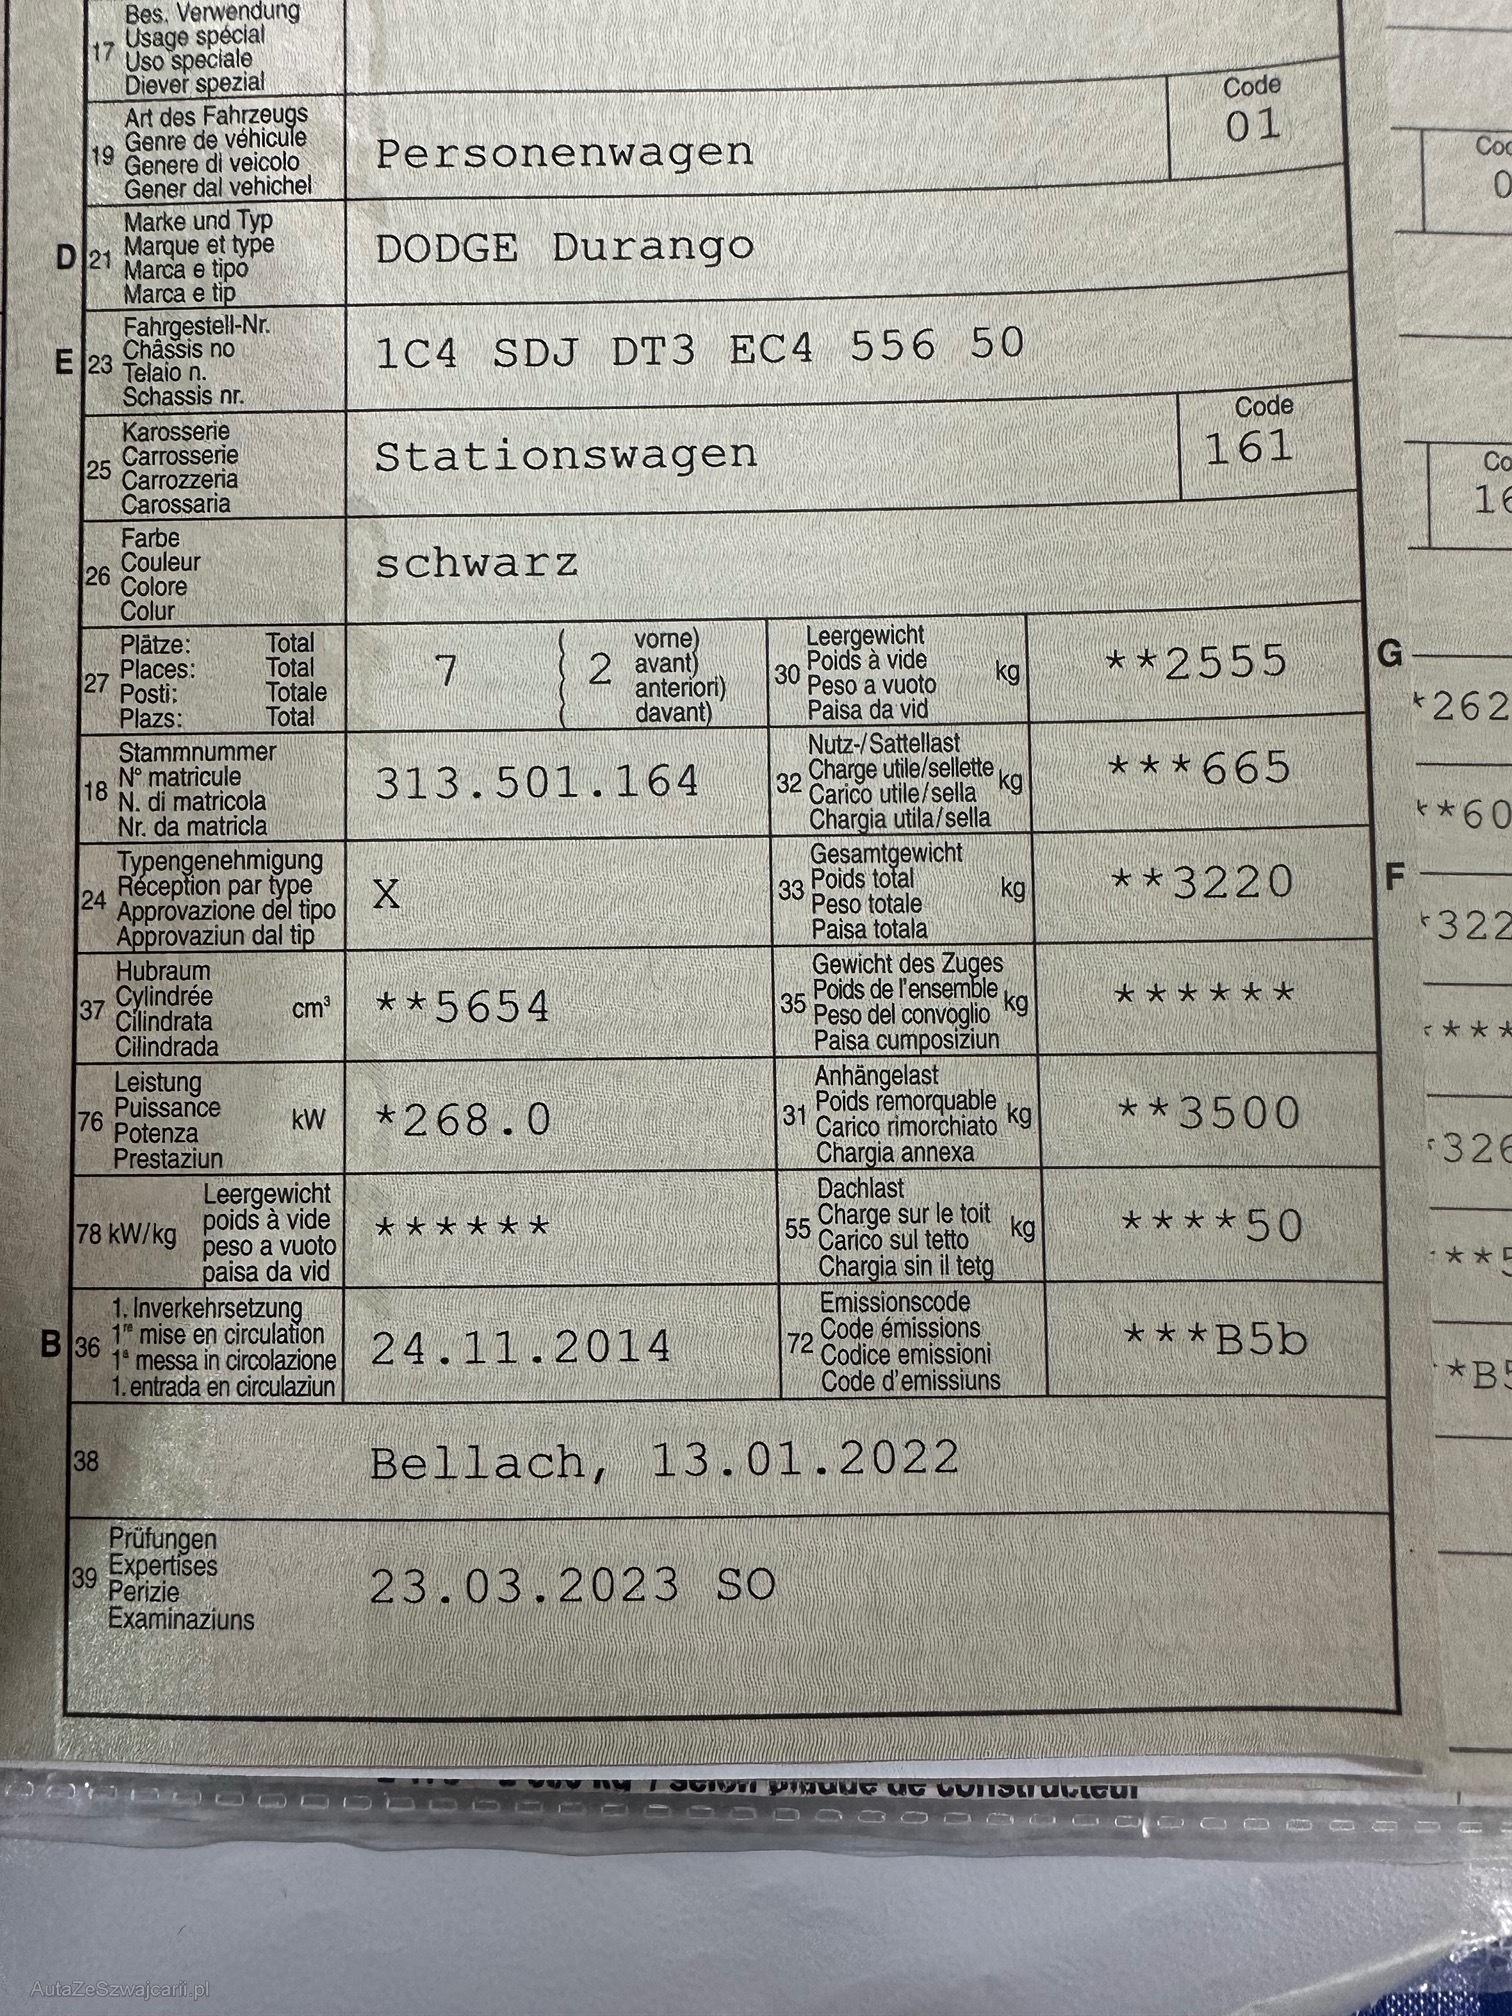 Bes. Verwendung
17 Usage spécial
Uso speciale
Diever spezial
Art des Fahrzeugs
19 Genre de véhicule
Genere di veicolo
Gener dal vehichel
Personenwagen
Code
01
Marke und Typ
D 21 Marque et type
Marca e tipo
Marca e tip
DODGE Durango
Fahrgestell-Nr.
E 23 Châssis no
Telaio n.
Schassis nr.
1C4 SDJ DT3 EC4 556 50
Karosserie
25 Carrosserie
Carrozzeria
Carossaria
Stationswagen
Code
161
Farbe
26 Couleur
Colore
Colur
schwarz
Plätze: Total
27 Places: Total
Posti: Totale
Plazs: Total
7 ( 2 vorne)
avant)
anteriori)
davant)
Leergewicht
30 Poids à vide kg
Peso a vuoto
Paisa da vid
**2555
Stammnummer
18 N° matricule
N. di matricola
Nr. da matricla
313.501.164
Nutz-/Sattellast
32 Charge utile/sellette kg
Carico utile/sella
Chargia utila/sella
***665
Typengenehmigung
24 Réception par type
Approvazione del tipo
Approvaziun dal tip
X
Gesamtgewicht
33 Poids total kg
Peso totale
Paisa totala
**3220
Hubraum
37 Cylindrée cm³
Cilindrata
Cilindrada
**5654
Gewicht des Zuges
35 Poids de l'ensemble kg
Peso del convoglio
Paisa cumposiziun
******
Leistung
76 Puissance kW
Potenza
Prestaziun
*268.0
Anhängelast
31 Poids remorquable kg
Carico rimorchiato
Chargia annexa
**3500
Leergewicht
78 kW/kg poids à vide
peso a vuoto
paisa da vid
******
Dachlast
55 Charge sur le toit kg
Carico sul tetto
Chargia sin il tetg
****50
1. Inverkehrsetzung
B 36 1re mise en circulation
1a messa in circolazione
1. entrada en circulaziun
24.11.2014
Emissionscode
72 Code émissions
Codice emissioni
Code d'emissiuns
***B5b
38 Bellach, 13.01.2022
Prüfungen
39 Expertises
Perizie
Examinaziuns
23.03.2023 SO
G
F
selon plaque de constructeur
AutaZeSzwajcarii.pl